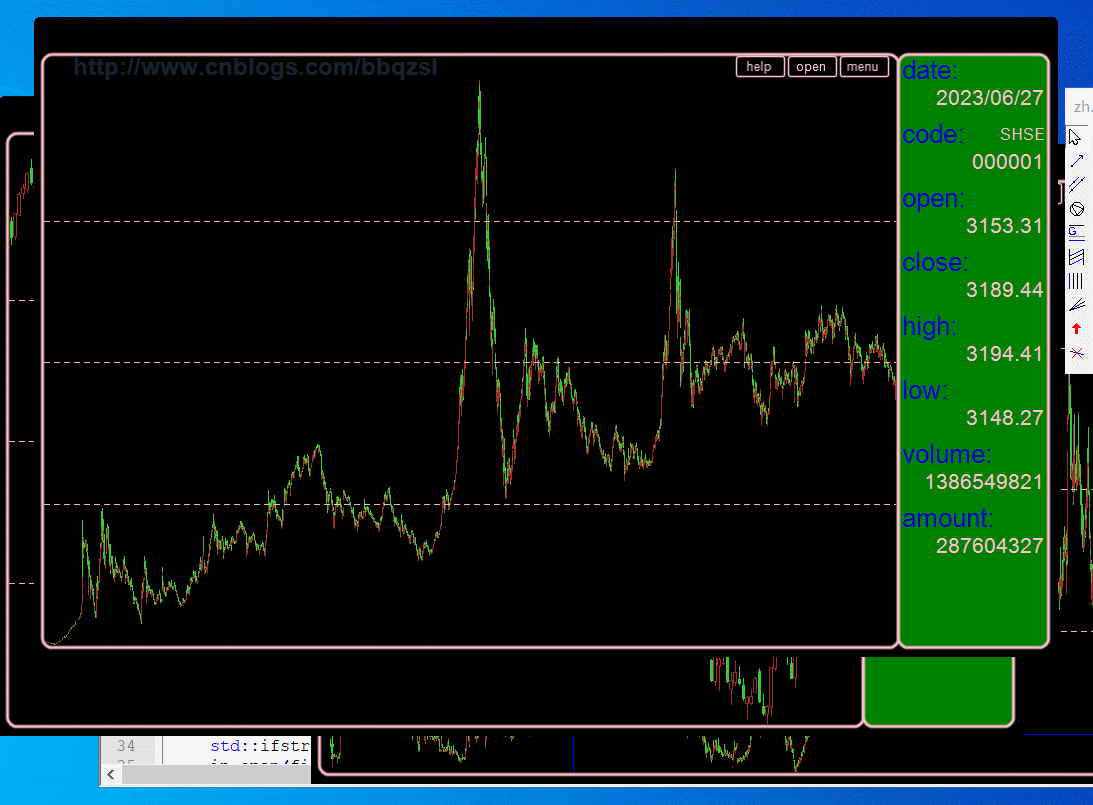 http://www.cnblogs.com/bbqzsl
help open menu
date:
2023/06/27
code: SHSE
000001
open:
3153.31
close:
3189.44
high:
3194.41
low:
3148.27
volume:
1386549821
amount:
287604327
zh.
G
34 std::ifstr